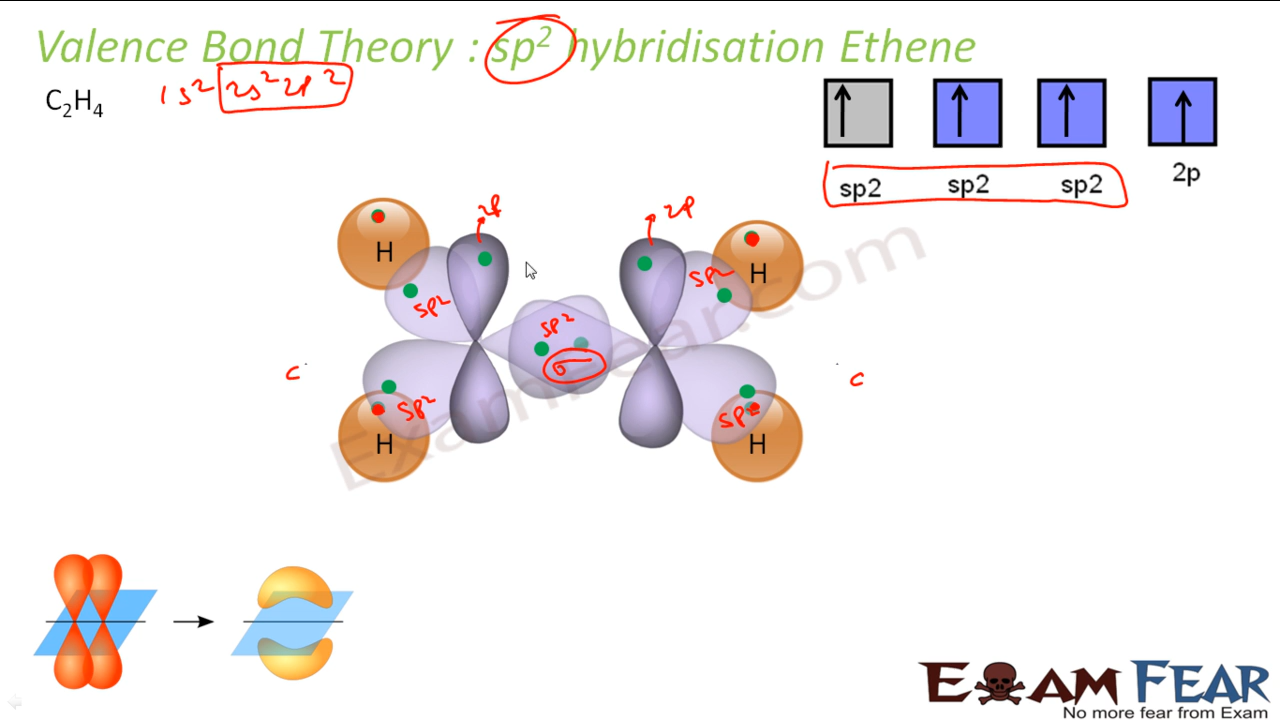 Valence Bond Theory : sp² hybridisation Ethene
C₂H₄
1s² 2s² 2p²
sp2 sp2 sp2 2p
2p 2p
H H
sp² sp²
sp²
σ
c c
sp² sp²
H H
Examfear.com
EXAM FEAR
No more fear from Exam